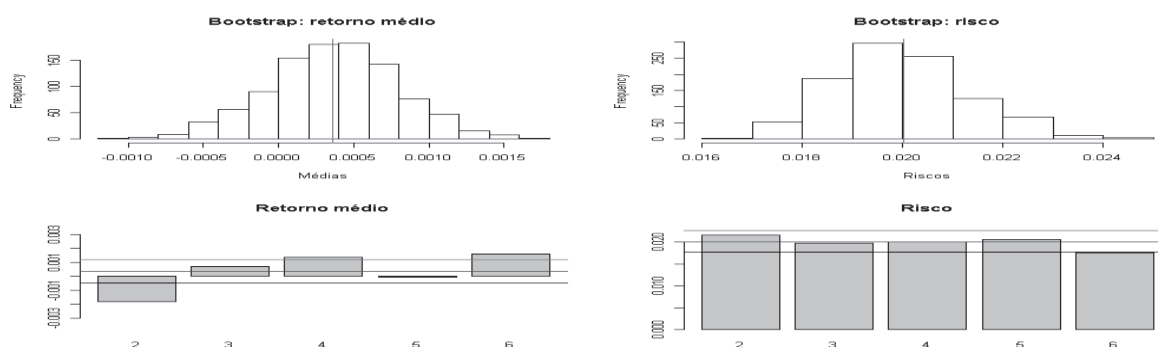 Bootstrap: retorno médio
Frequency
0 50 150
-0.0010 -0.0005 0.0000 0.0005 0.0010 0.0015
Médias
Bootstrap: risco
Frequency
0 50 150 250
0.016 0.018 0.020 0.022 0.024
Riscos
Retorno médio
-0.003 -0.001 0.001 0.003
2 3 4 5 6
Risco
0.000 0.010 0.020
2 3 4 5 6